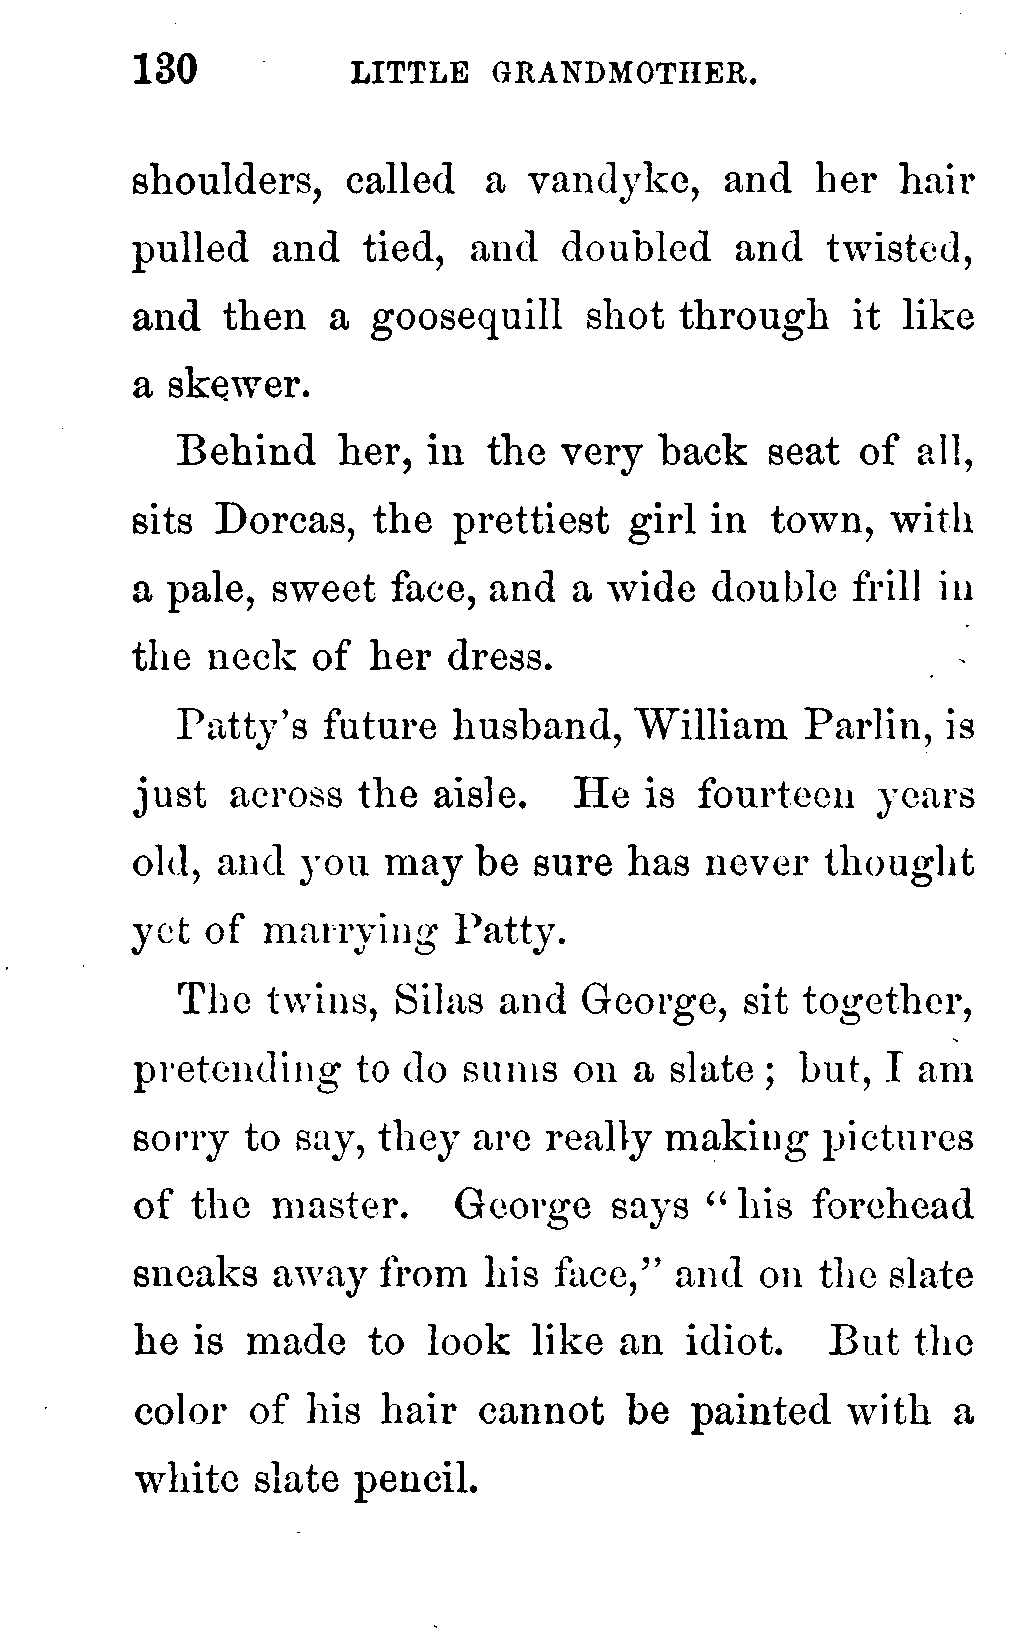 130 LITTLE GRANDMOTHER.
shoulders, called a vandyke, and her hair
pulled and tied, and doubled and twisted,
and then a goosequill shot through it like
a skewer.
Behind her, in the very back seat of all,
sits Dorcas, the prettiest girl in town, with
a pale, sweet face, and a wide double frill in
the neck of her dress.
Patty's future husband, William Parlin, is
just across the aisle. He is fourteen years
old, and you may be sure has never thought
yet of marrying Patty.
The twins, Silas and George, sit together,
pretending to do sums on a slate; but, I am
sorry to say, they are really making pictures
of the master. George says "his forehead
sneaks away from his face," and on the slate
he is made to look like an idiot. But the
color of his hair cannot be painted with a
white slate pencil.